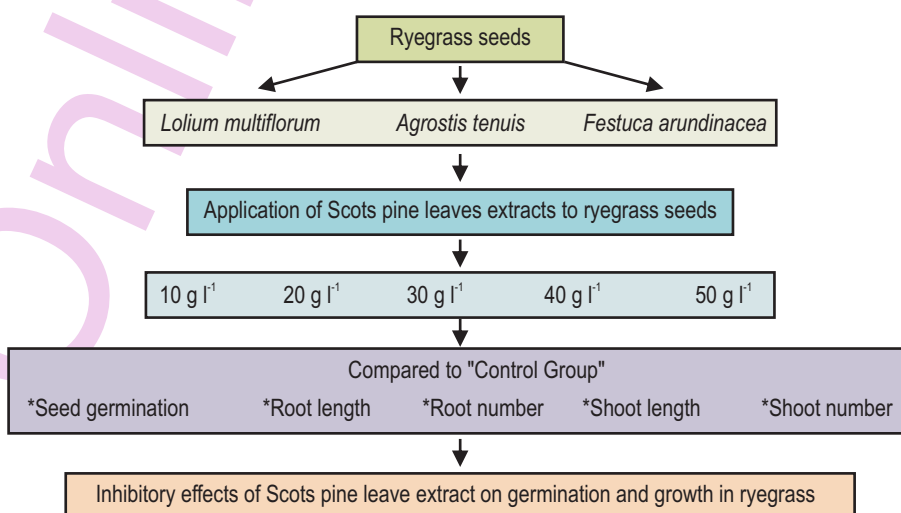 Ryegrass seeds
Lolium multiflorum Agrostis tenuis Festuca arundinacea
Application of Scots pine leaves extracts to ryegrass seeds
10 g l⁻¹ 20 g l⁻¹ 30 g l⁻¹ 40 g l⁻¹ 50 g l⁻¹
Compared to "Control Group"
*Seed germination *Root length *Root number *Shoot length *Shoot number
Inhibitory effects of Scots pine leave extract on germination and growth in ryegrass